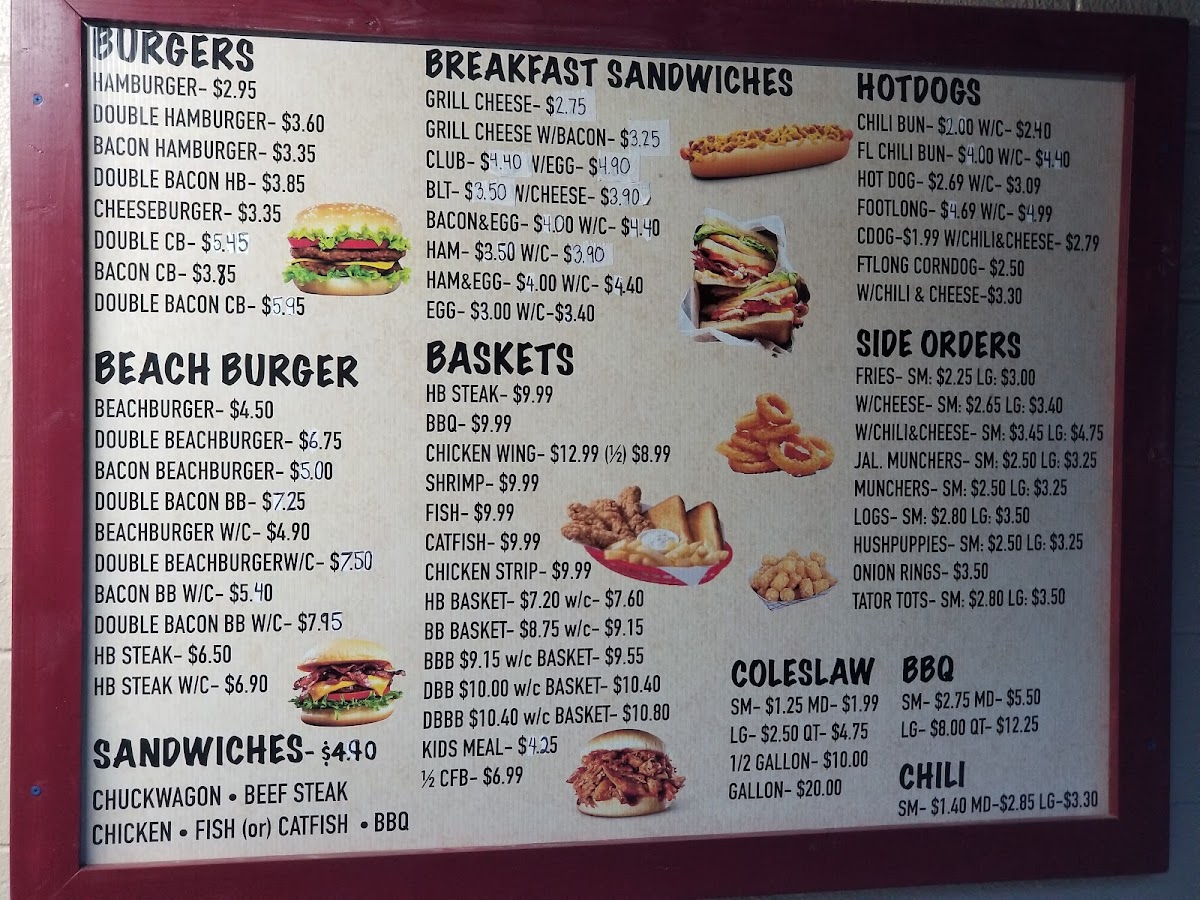 BURGERS
HAMBURGER- $2.95
DOUBLE HAMBURGER- $3.60
BACON HAMBURGER- $3.35
DOUBLE BACON HB- $3.85
CHEESEBURGER- $3.35
DOUBLE CB- $5.45
BACON CB- $3.85
DOUBLE BACON CB- $5.95
BEACH BURGER
BEACHBURGER- $4.50
DOUBLE BEACHBURGER- $6.75
BACON BEACHBURGER- $5.00
DOUBLE BACON BB- $7.25
BEACHBURGER W/C- $4.90
DOUBLE BEACHBURGERW/C- $7.50
BACON BB W/C- $5.40
DOUBLE BACON BB W/C- $7.95
HB STEAK- $6.50
HB STEAK W/C- $6.90
SANDWICHES- $4.90
CHUCKWAGON • BEEF STEAK
CHICKEN • FISH (or) CATFISH • BBQ
BREAKFAST SANDWICHES
GRILL CHEESE- $2.75
GRILL CHEESE W/BACON- $3.25
CLUB- $4.40 W/EGG- $4.90
BLT- $3.50 W/CHEESE- $3.90
BACON&EGG- $4.00 W/C- $4.40
HAM- $3.50 W/C- $3.90
HAM&EGG- $4.00 W/C- $4.40
EGG- $3.00 W/C-$3.40
BASKETS
HB STEAK- $9.99
BBQ- $9.99
CHICKEN WING- $12.99 (½) $8.99
SHRIMP- $9.99
FISH- $9.99
CATFISH- $9.99
CHICKEN STRIP- $9.99
HB BASKET- $7.20 w/c- $7.60
BB BASKET- $8.75 w/c- $9.15
BBB $9.15 w/c BASKET- $9.55
DBB $10.00 w/c BASKET- $10.40
DBBB $10.40 w/c BASKET- $10.80
KIDS MEAL- $4.25
½ CFB- $6.99
HOTDOGS
CHILI BUN- $2.00 W/C- $2.40
FL CHILI BUN- $4.00 W/C- $4.40
HOT DOG- $2.69 W/C- $3.09
FOOTLONG- $4.69 W/C- $4.99
CDOG-$1.99 W/CHILI&CHEESE- $2.79
FTLONG CORNDOG- $2.50
W/CHILI & CHEESE-$3.30
SIDE ORDERS
FRIES- SM: $2.25 LG: $3.00
W/CHEESE- SM: $2.65 LG: $3.40
W/CHILI&CHEESE- SM: $3.45 LG: $4.75
JAL. MUNCHERS- SM: $2.50 LG: $3.25
MUNCHERS- SM: $2.50 LG: $3.25
LOGS- SM: $2.80 LG: $3.50
HUSHPUPPIES- SM: $2.50 LG: $3.25
ONION RINGS- $3.50
TATOR TOTS- SM: $2.80 LG: $3.50
COLESLAW
SM- $1.25 MD- $1.99
LG- $2.50 QT- $4.75
1/2 GALLON- $10.00
GALLON- $20.00
BBQ
SM- $2.75 MD- $5.50
LG- $8.00 QT- $12.25
CHILI
SM- $1.40 MD-$2.85 LG-$3.30